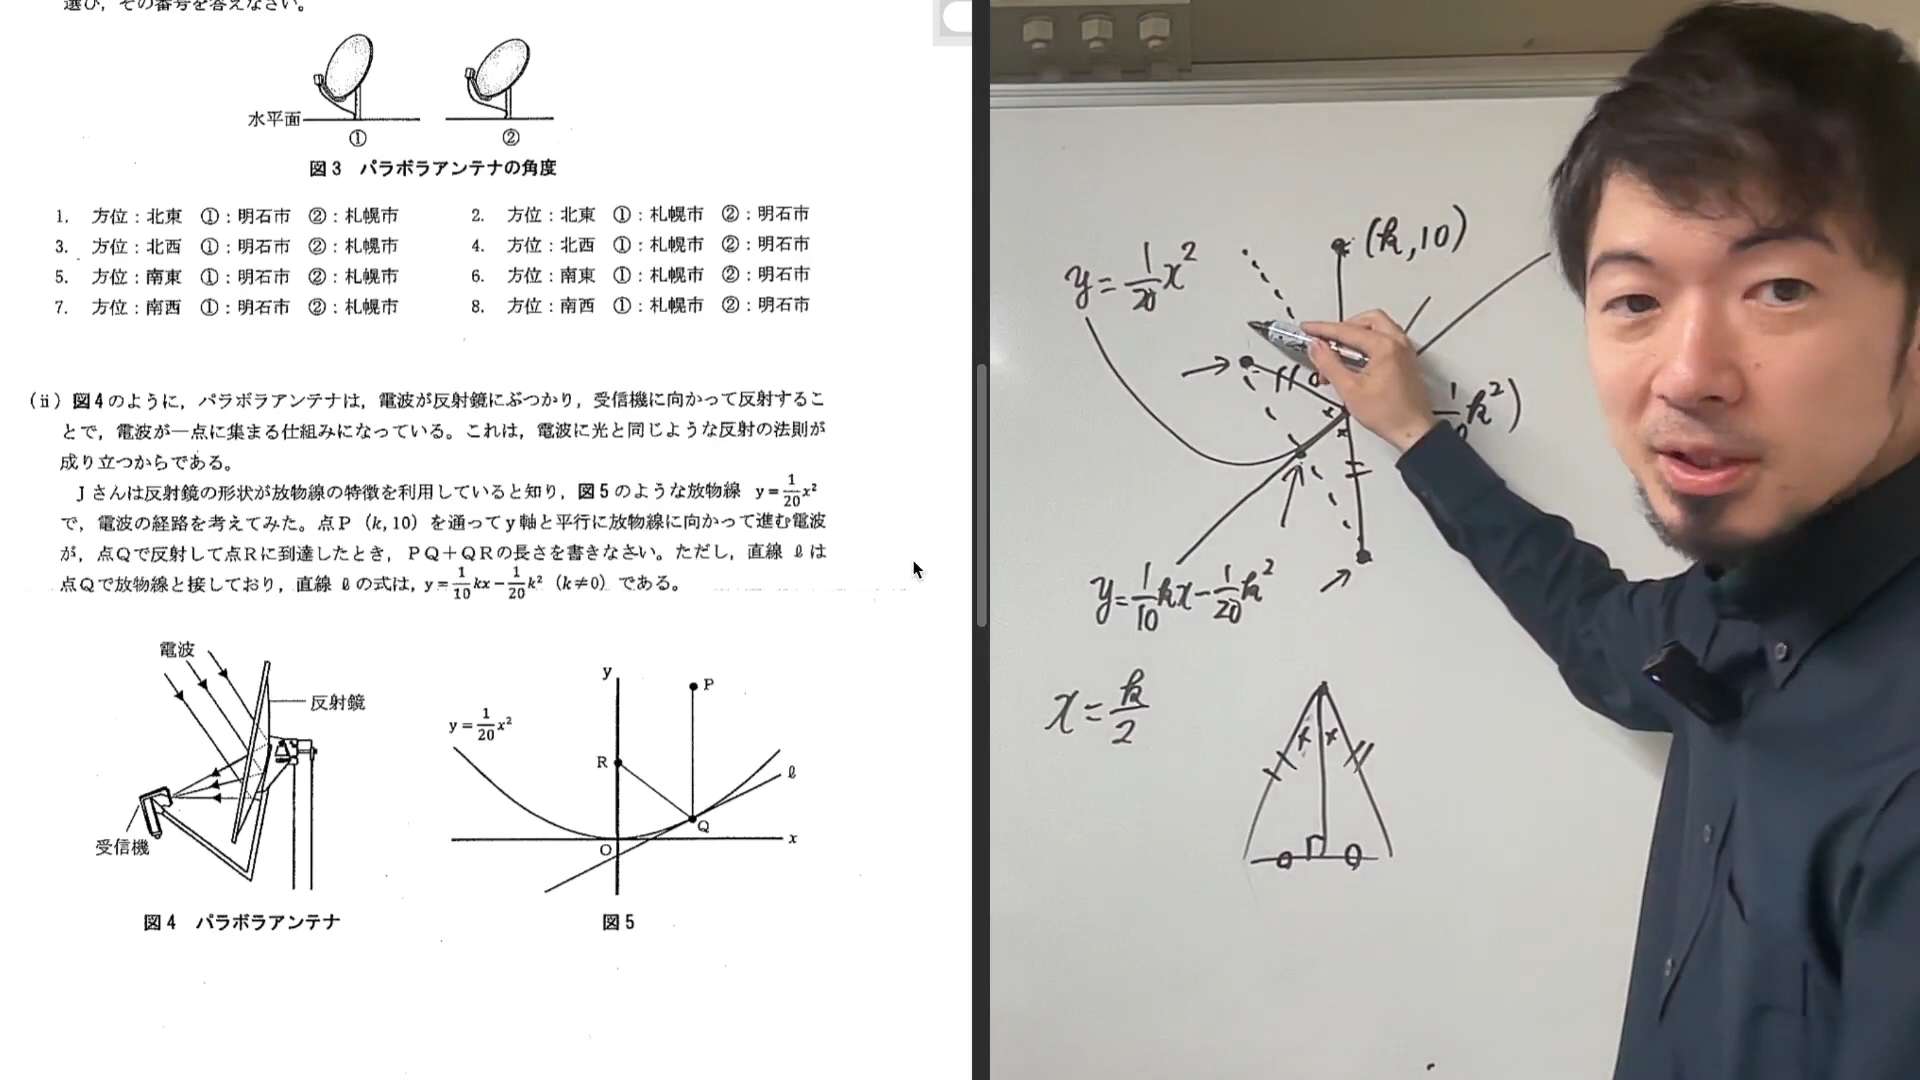 選び，その番号を答えなさい。
水平面
①
②
図3 パラボラアンテナの角度
1. 方位：北東 ①：明石市 ②：札幌市
2. 方位：北東 ①：札幌市 ②：明石市
3. 方位：北西 ①：明石市 ②：札幌市
4. 方位：北西 ①：札幌市 ②：明石市
5. 方位：南東 ①：明石市 ②：札幌市
6. 方位：南東 ①：札幌市 ②：明石市
7. 方位：南西 ①：明石市 ②：札幌市
8. 方位：南西 ①：札幌市 ②：明石市
(ⅱ) 図4のように，パラボラアンテナは，電波が反射鏡にぶつかり，受信機に向かって反射するこ
とで，電波が一点に集まる仕組みになっている。これは，電波に光と同じような反射の法則が
成り立つからである。
Jさんは反射鏡の形状が放物線の特徴を利用していると知り，図5のような放物線 y=1/20x²
で，電波の経路を考えてみた。点P（k, 10）を通ってy軸と平行に放物線に向かって進む電波
が，点Qで反射して点Rに到達したとき，PQ＋QRの長さを書きなさい。ただし，直線ℓは
点Qで放物線と接しており，直線ℓの式は，y=1/10kx−1/20k²（k≠0）である。
電波
反射鏡
受信機
図4 パラボラアンテナ
y
P
y=1/20x²
R
ℓ
Q
O
x
図5
(k,10)
y=1/20x²
k²)
y=1/10kx−1/20k²
x=k/2